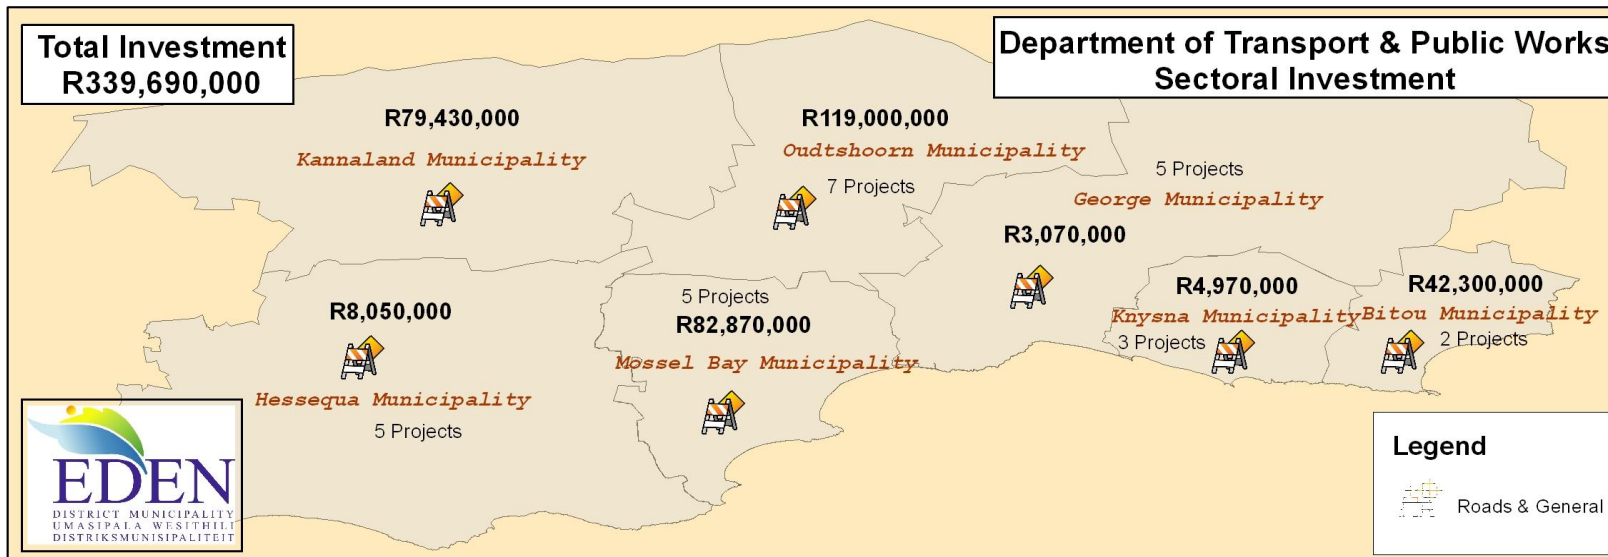 Total Investment
R339,690,000
Department of Transport & Public Works
Sectoral Investment
R79,430,000
Kannaland Municipality
R119,000,000
Oudtshoorn Municipality
7 Projects
5 Projects
George Municipality
R3,070,000
R8,050,000
Hessequa Municipality
5 Projects
5 Projects
R82,870,000
Mossel Bay Municipality
R4,970,000
Knysna Municipality
3 Projects
R42,300,000
Bitou Municipality
2 Projects
EDEN
DISTRICT MUNICIPALITY
UMASIPALA WESITHILI
DISTRIKSMUNISIPALITEIT
Legend
Roads & General